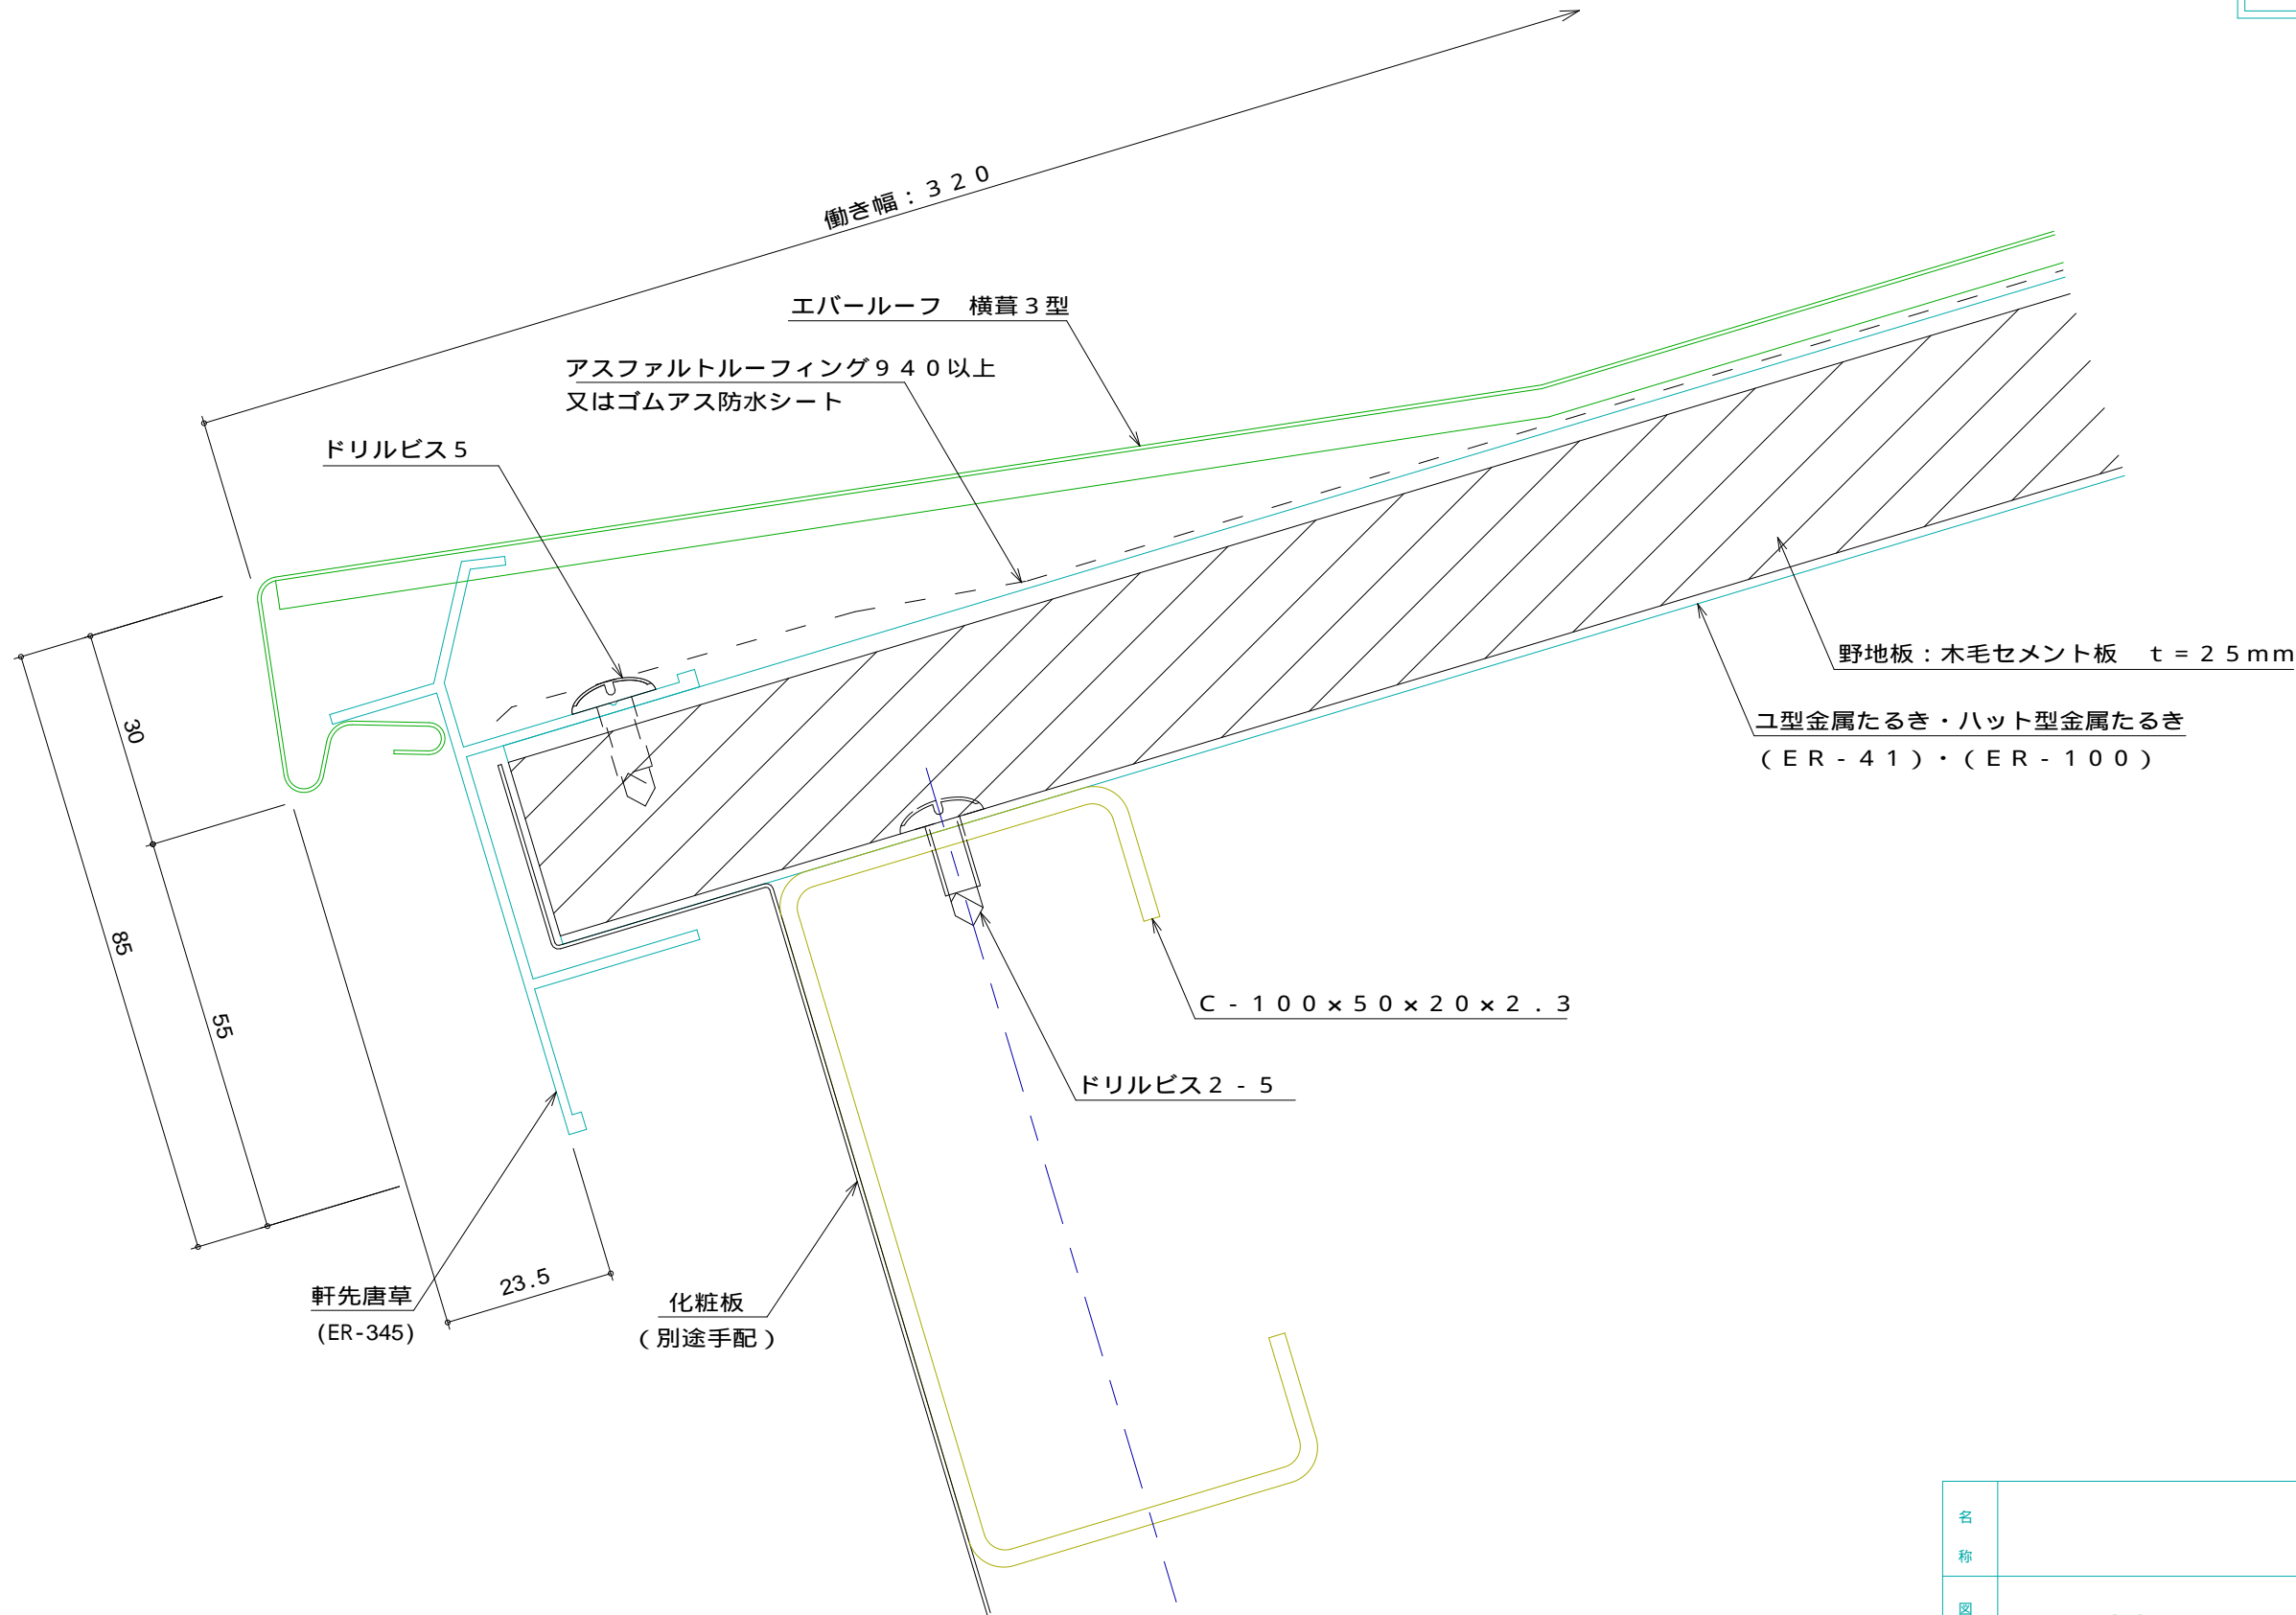 働き幅：３２０
エバールーフ　横葺３型
アスファルトルーフィング９４０以上
又はゴムアス防水シート
ドリルビス５
野地板：木毛セメント板　ｔ＝２５mm
ユ型金属たるき・ハット型金属たるき
（ＥＲ-４１）・（ＥＲ-１００）
30
85
55
Ｃ-１００×５０×２０×２.３
ドリルビス２-５
23.5
軒先唐草
(ER-345)
化粧板
（別途手配）
名
称
図